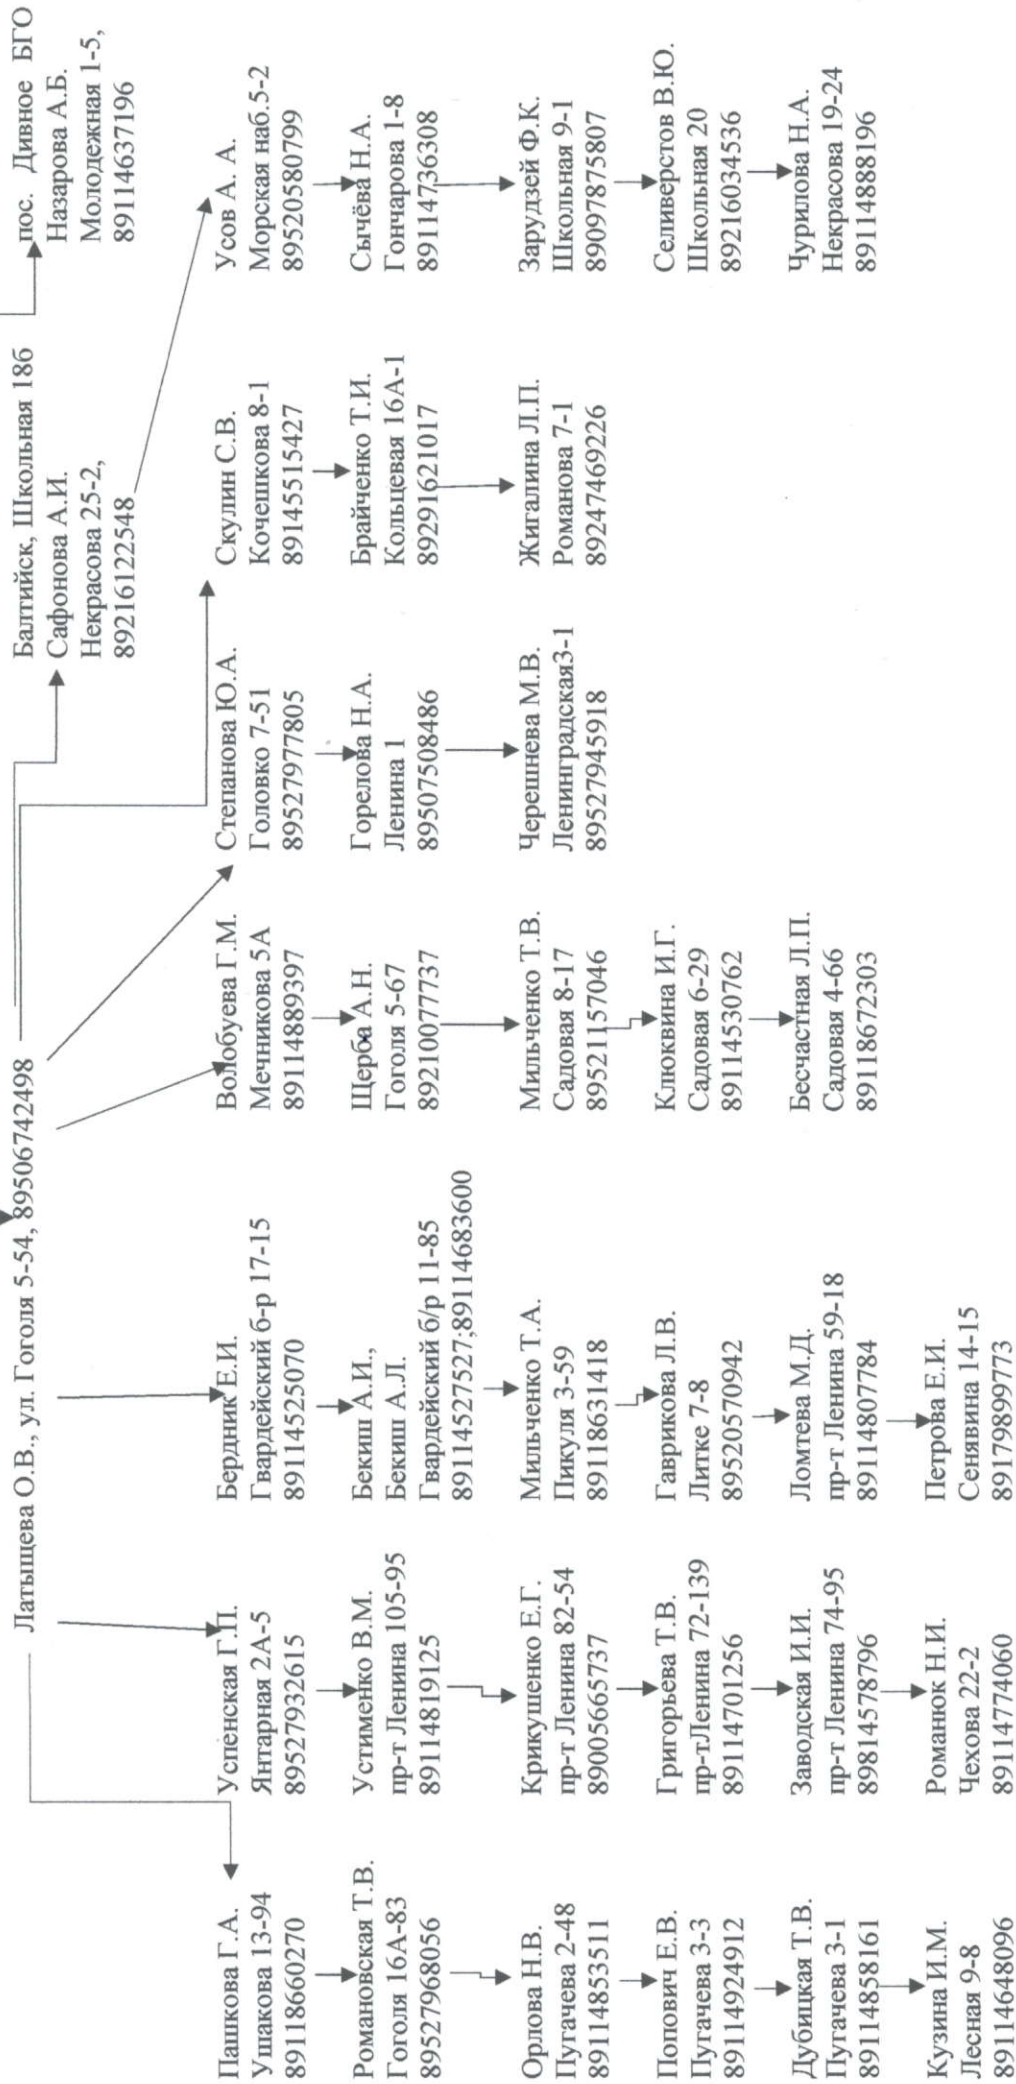 Латыщева О.В., ул. Гоголя 5-54, 89506742498
Балтийск, Школьная 18б
Сафонова А.И.
Некрасова 25-2,
89216122548
пос. Дивное БГО
Назарова А.Б.
Молодежная 1-5,
89114637196
Пашкова Г.А.
Ушакова 13-94
89118660270
Романовская Т.В.
Гоголя 16А-83
89527968056
Орлова Н.В.
Пугачева 2-48
89114853511
Попович Е.В.
Пугачева 3-3
89114924912
Дубицкая Т.В.
Пугачева 3-1
89114858161
Кузина И.М.
Лесная 9-8
89114648096
Успенская Г.П.
Янтарная 2А-5
89527932615
Устименко В.М.
пр-т Ленина 105-95
89114819125
Крикушенко Е.Г.
пр-т Ленина 82-54
89005665737
Григорьева Т.В.
пр-тЛенина 72-139
89114701256
Заводская И.И.
пр-т Ленина 74-95
89814578796
Романюк Н.И.
Чехова 22-2
89114774060
Бердник Е.И.
Гвардейский б-р 17-15
89114525070
Бекиш А.И.,
Бекиш А.Л.
Гвардейский б/р 11-85
89114527527;89114683600
Мильченко Т.А.
Пикуля 3-59
89118631418
Гаврикова Л.В.
Литке 7-8
89520570942
Ломтева М.Д.
пр-т Ленина 59-18
89114807784
Петрова Е.И.
Сенявина 14-15
89179899773
Волобуева Г.М.
Мечникова 5А
89114889397
Щерба А.Н.
Гоголя 5-67
89210077737
Мильченко Т.В.
Садовая 8-17
89521157046
Клюквина И.Г.
Садовая 6-29
89114530762
Бесчастная Л.П.
Садовая 4-66
89118672303
Степанова Ю.А.
Головко 7-51
89527977805
Горелова Н.А.
Ленина 1
89507508486
Черешнева М.В.
Ленинградская3-1
89527945918
Скулин С.В.
Кочешкова 8-1
89145515427
Брайченко Т.И.
Кольцевая 16А-1
89291621017
Жигалина Л.П.
Романова 7-1
89247469226
Усов А. А.
Морская наб.5-2
89520580799
Сычёва Н.А.
Гончарова 1-8
89114736308
Зарудзей Ф.К.
Школьная 9-1
89097875807
Селиверстов В.Ю.
Школьная 20
89216034536
Чурилова Н.А.
Некрасова 19-24
89114888196